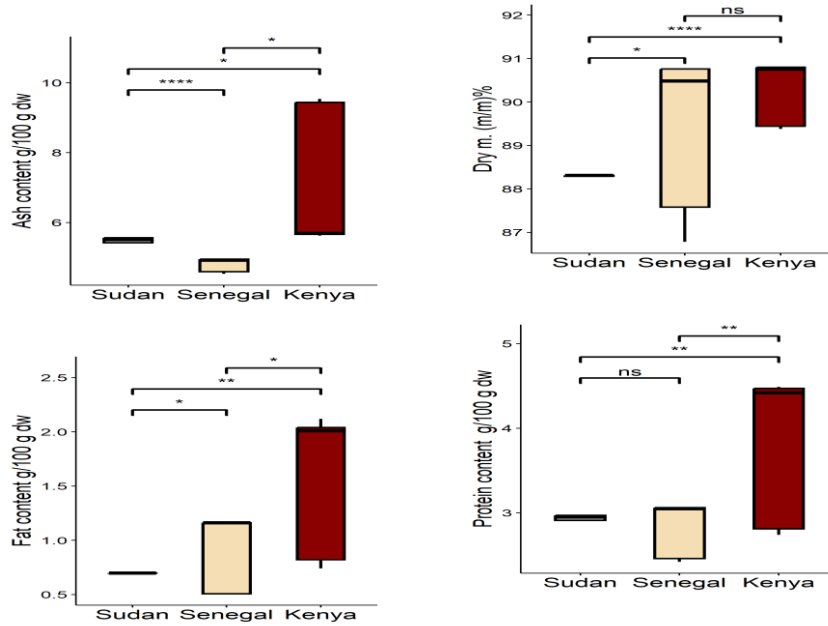 Ash content g/100 g dw
10
8
6
*
*
****
Sudan Senegal Kenya
Dry m. (m/m)%
92
91
90
89
88
87
ns
****
*
Sudan Senegal Kenya
Fat content g/100 g dw
2.5
2.0
1.5
1.0
0.5
*
**
*
Sudan Senegal Kenya
Protein content g/100 g dw
5
4
3
**
**
ns
Sudan Senegal Kenya